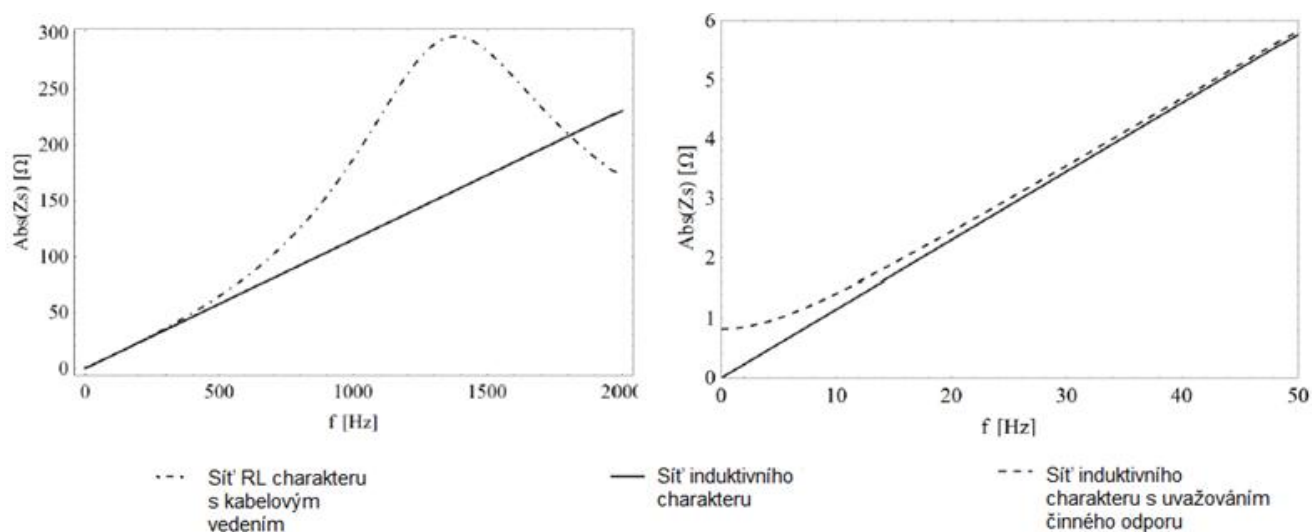 300
250
200
150
100
50
0
Abs(Zs) [Ω]
0 500 1000 1500 2000
f [Hz]
6
5
4
3
2
1
0
Abs(Zs) [Ω]
0 10 20 30 40 50
f [Hz]
Síť RL charakteru
s kabelovým
vedením
Síť induktivního
charakteru
Síť induktivního
charakteru s uvažováním
činného odporu